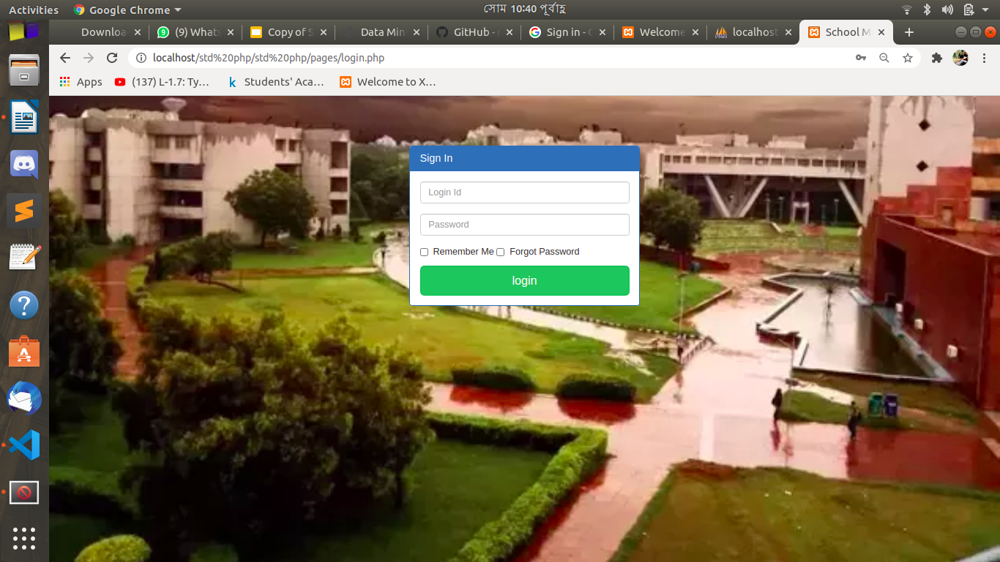 Activities Google Chrome সোম 10:40 পূর্বাহ্ণ
Downloa (9) Whats Copy of S Data Min GitHub - Sign in - Welcome localhost School M
localhost/std%20php/std%20php/pages/login.php
Apps (137) L-1.7: Ty… Students' Aca… Welcome to X…
Sign In
Login Id
Password
Remember Me Forgot Password
login